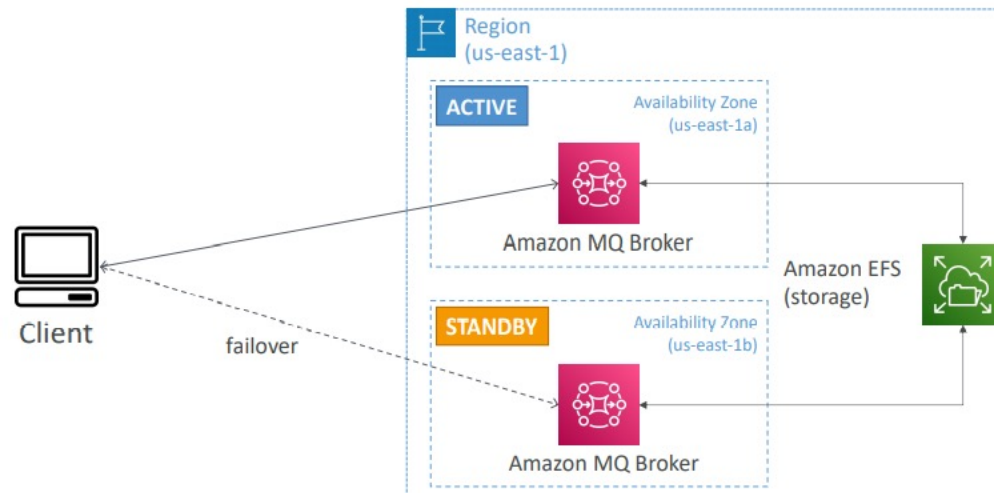 Region
(us-east-1)
ACTIVE
Availability Zone
(us-east-1a)
Amazon MQ Broker
Client
failover
Amazon EFS
(storage)
STANDBY
Availability Zone
(us-east-1b)
Amazon MQ Broker